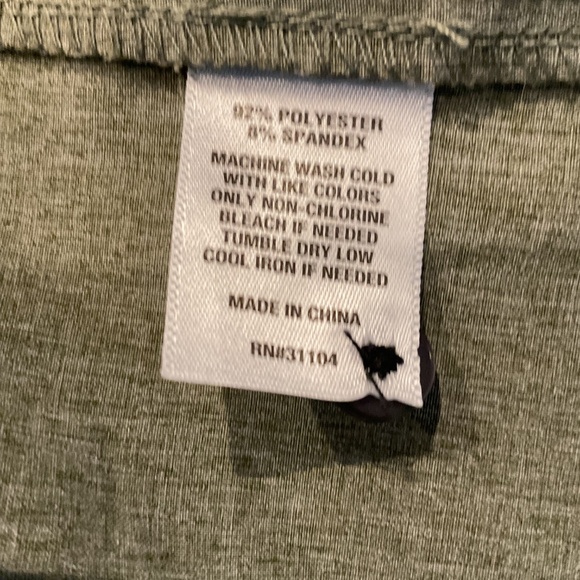 92% POLYESTER
8% SPANDEX
MACHINE WASH COLD
WITH LIKE COLORS
ONLY NON-CHLORINE
BLEACH IF NEEDED
TUMBLE DRY LOW
COOL IRON IF NEEDED
MADE IN CHINA
RN#31104